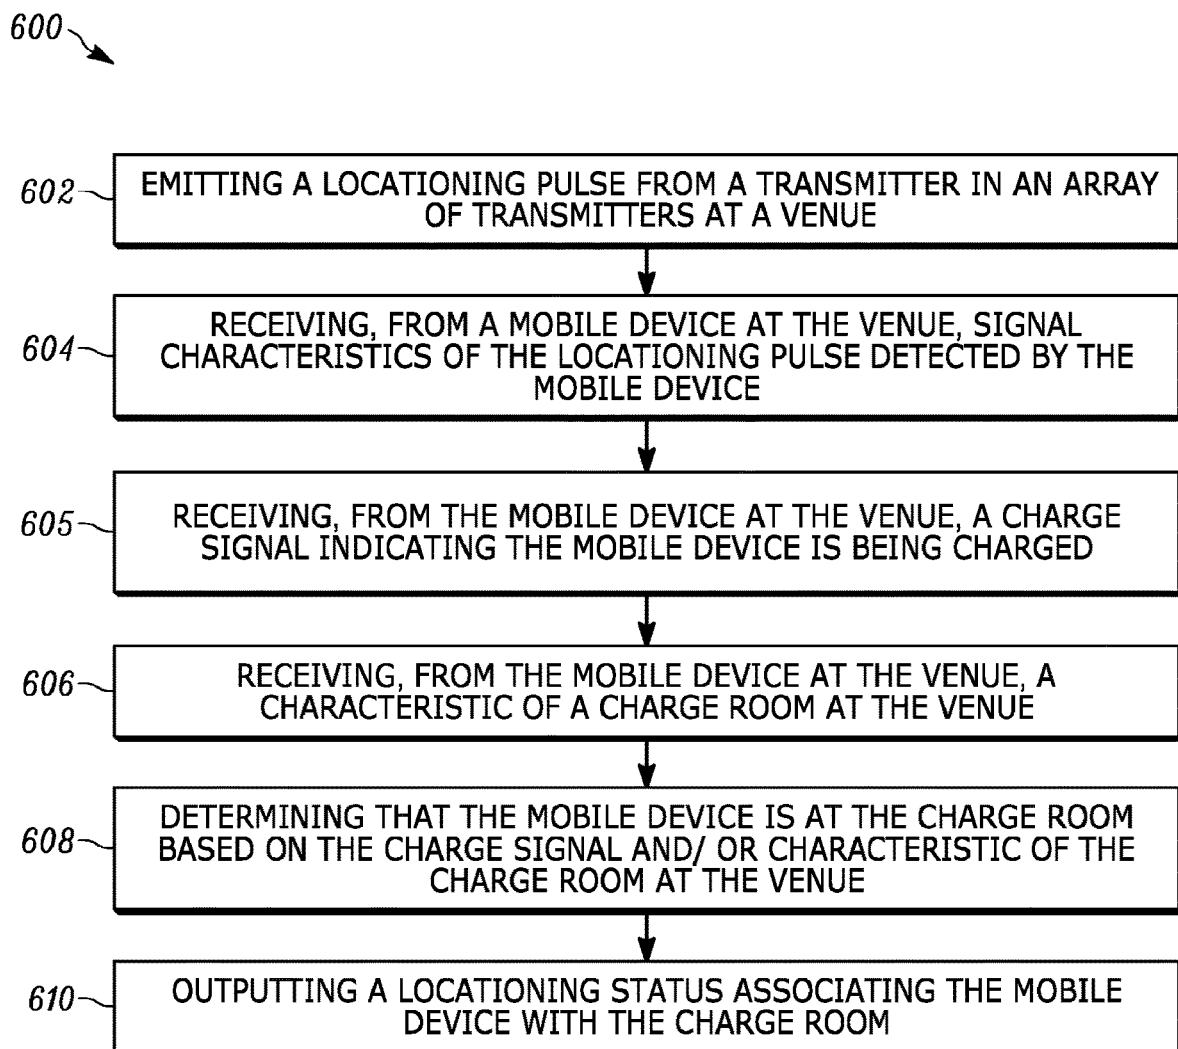 600
602
EMITTING A LOCATIONING PULSE FROM A TRANSMITTER IN AN ARRAY
OF TRANSMITTERS AT A VENUE
604
RECEIVING, FROM A MOBILE DEVICE AT THE VENUE, SIGNAL
CHARACTERISTICS OF THE LOCATIONING PULSE DETECTED BY THE
MOBILE DEVICE
605
RECEIVING, FROM THE MOBILE DEVICE AT THE VENUE, A CHARGE
SIGNAL INDICATING THE MOBILE DEVICE IS BEING CHARGED
606
RECEIVING, FROM THE MOBILE DEVICE AT THE VENUE, A
CHARACTERISTIC OF A CHARGE ROOM AT THE VENUE
608
DETERMINING THAT THE MOBILE DEVICE IS AT THE CHARGE ROOM
BASED ON THE CHARGE SIGNAL AND/ OR CHARACTERISTIC OF THE
CHARGE ROOM AT THE VENUE
610
OUTPUTTING A LOCATIONING STATUS ASSOCIATING THE MOBILE
DEVICE WITH THE CHARGE ROOM